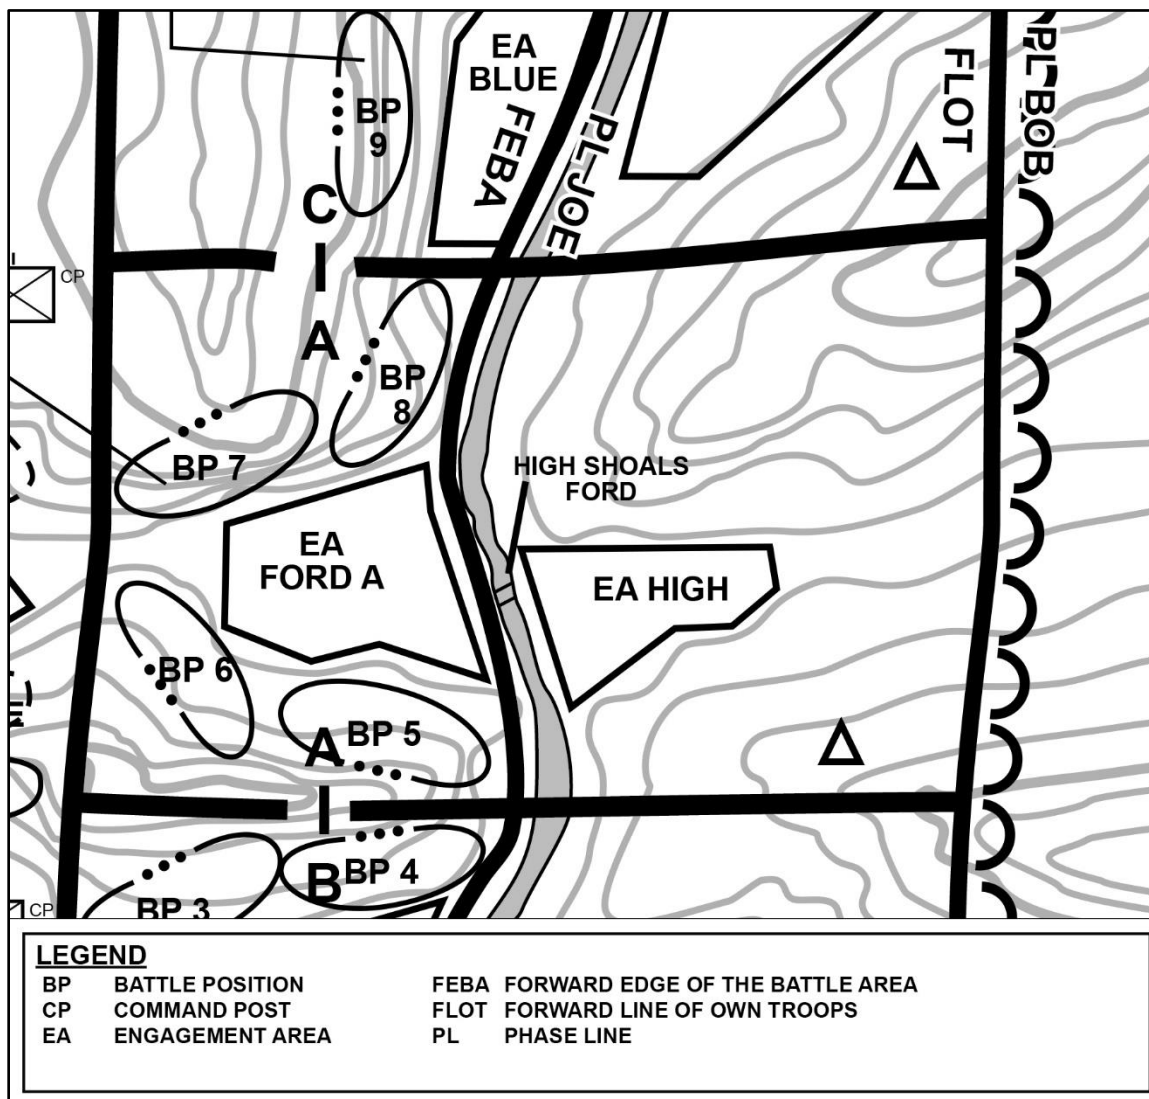 EA
BLUE
FEBA
PL JOE
FLOT
PL BOB
BP
9
C
I
A
CP
BP
8
BP 7
HIGH SHOALS
FORD
EA
FORD A
EA HIGH
BP 6
BP 5
A
I
B
BP 4
BP 3
CP
LEGEND
BP BATTLE POSITION
CP COMMAND POST
EA ENGAGEMENT AREA
FEBA FORWARD EDGE OF THE BATTLE AREA
FLOT FORWARD LINE OF OWN TROOPS
PL PHASE LINE